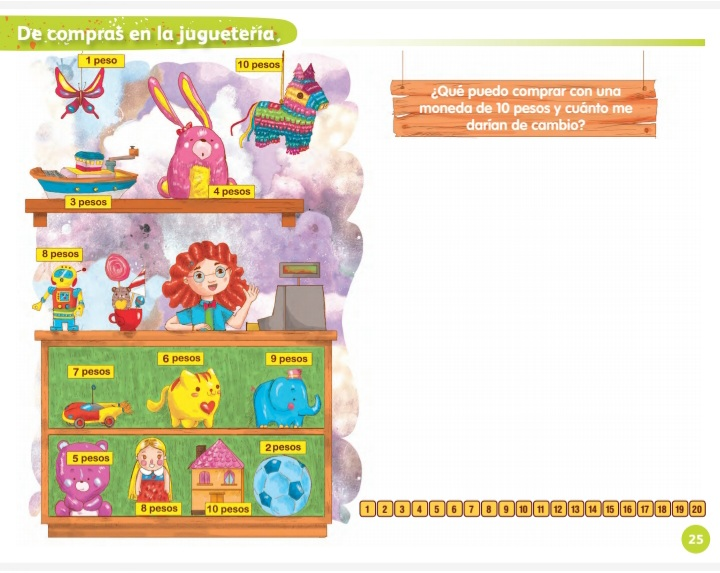 De compras en la juguetería
1 peso
10 pesos
¿Qué puedo comprar con una
moneda de 10 pesos y cuánto me
darían de cambio?
4 pesos
3 pesos
8 pesos
6 pesos
9 pesos
7 pesos
2 pesos
5 pesos
8 pesos
10 pesos
1 2 3 4 5 6 7 8 9 10 11 12 13 14 15 16 17 18 19 20
25